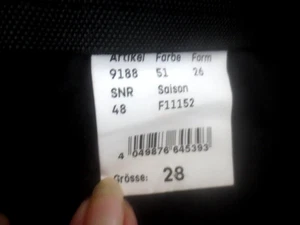 Artikel Farbe Form
9188 51 26
SNR Saison
48 F11152
4 049876 645393
Grösse: 28